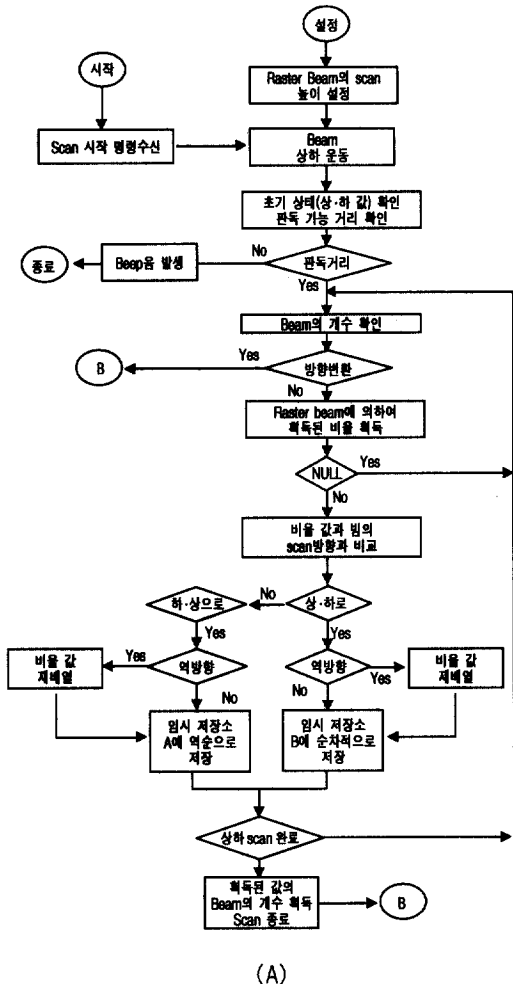 설정
시작
Raster Beam의 scan
높이 설정
Scan 시작 명령수신
Beam
상하 운동
초기 상태(상·하 값) 확인
판독 가능 거리 확인
종료
Beep음 발생
No
판독거리
Yes
Beam의 개수 확인
B
Yes
방향변환
No
Raster beam에 의하여
획득된 비율 획득
NULL
Yes
No
비율 값과 빔의
scan방향과 비교
하·상으로
No
상·하로
Yes
Yes
비율 값
재배열
Yes
역방향
역방향
Yes
비율 값
재배열
No
No
임시 저장소
A에 역순으로
저장
임시 저장소
B에 순차적으로
저장
상하 scan 완료
획득된 값의
Beam의 개수 획득
Scan 종료
B
(A)